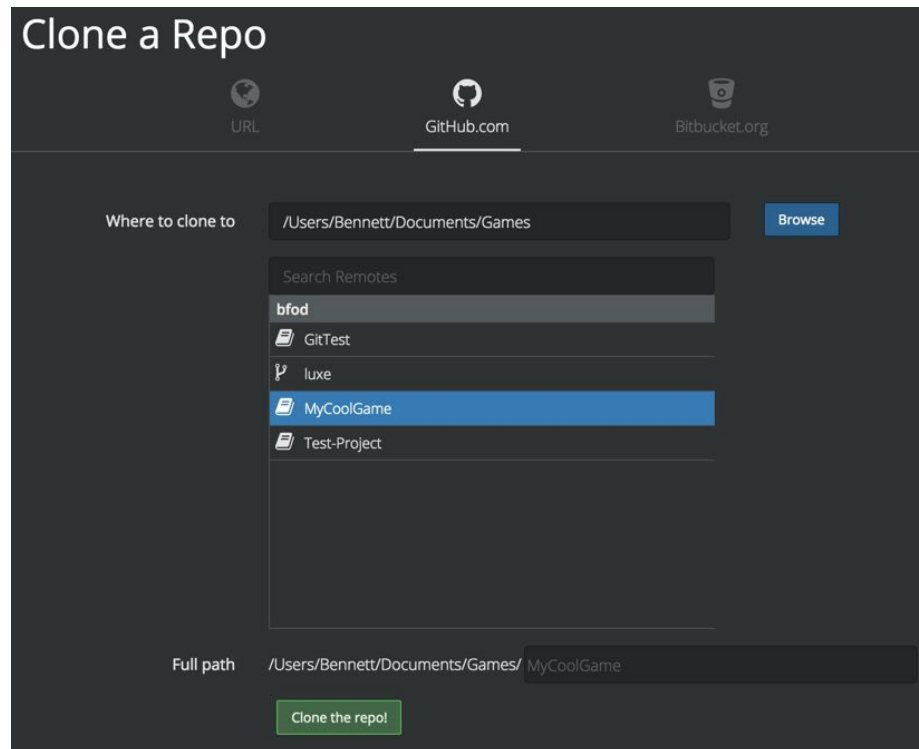 Clone a Repo
URL
GitHub.com
Bitbucket.org
Where to clone to
/Users/Bennett/Documents/Games
Browse
Search Remotes
bfod
GitTest
luxe
MyCoolGame
Test-Project
Full path
/Users/Bennett/Documents/Games/
MyCoolGame
Clone the repo!